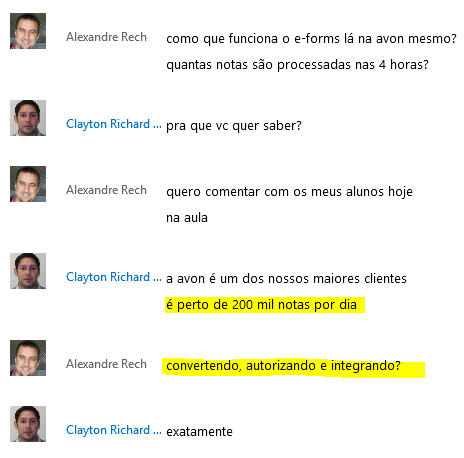 Alexandre Rech como que funciona o e-forms lá na avon mesmo?
quantas notas são processadas nas 4 horas?
Clayton Richard ... pra que vc quer saber?
Alexandre Rech quero comentar com os meus alunos hoje
na aula
Clayton Richard ... a avon é um dos nossos maiores clientes
é perto de 200 mil notas por dia
Alexandre Rech convertendo, autorizando e integrando?
Clayton Richard ... exatamente